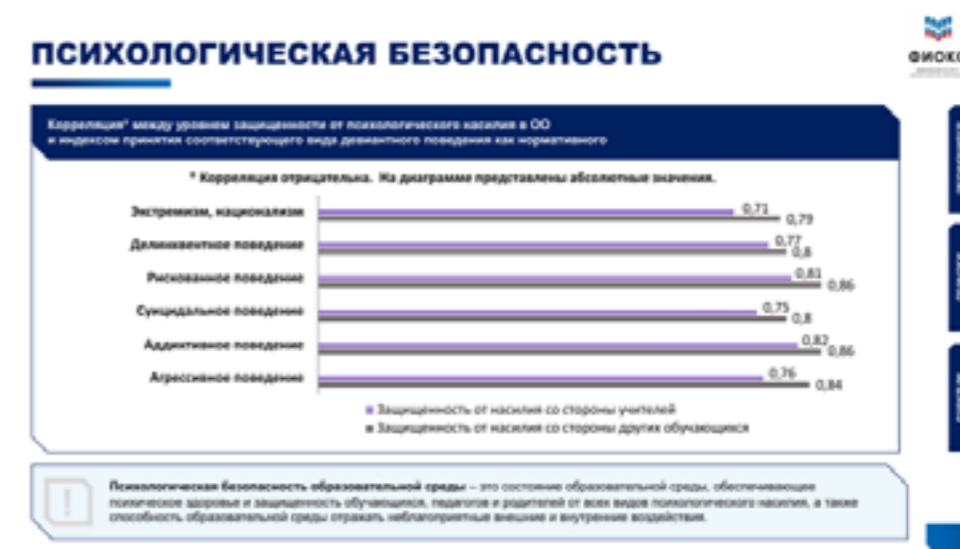 ПСИХОЛОГИЧЕСКАЯ БЕЗОПАСНОСТЬ
ФИОКО
Корреляция* между уровнем защищенности от психологического насилия в ОО
и индексом принятия соответствующего вида девиантного поведения как нормативного
* Корреляция отрицательна. На диаграмме представлены абсолютные значения.
Экстремизм, национализм 0,71 0,79
Делинквентное поведение 0,77 0,8
Рискованное поведение 0,81 0,86
Суицидальное поведение 0,75 0,8
Аддиктивное поведение 0,82 0,86
Агрессивное поведение 0,76 0,84
Защищенность от насилия со стороны учителей
Защищенность от насилия со стороны других обучающихся
Психологическая безопасность образовательной среды – это состояние образовательной среды, обеспечивающее
психическое здоровье и защищенность обучающихся, педагогов и родителей от всех видов психологического насилия, а также
способность образовательной среды отражать неблагоприятные внешние и внутренние воздействия.